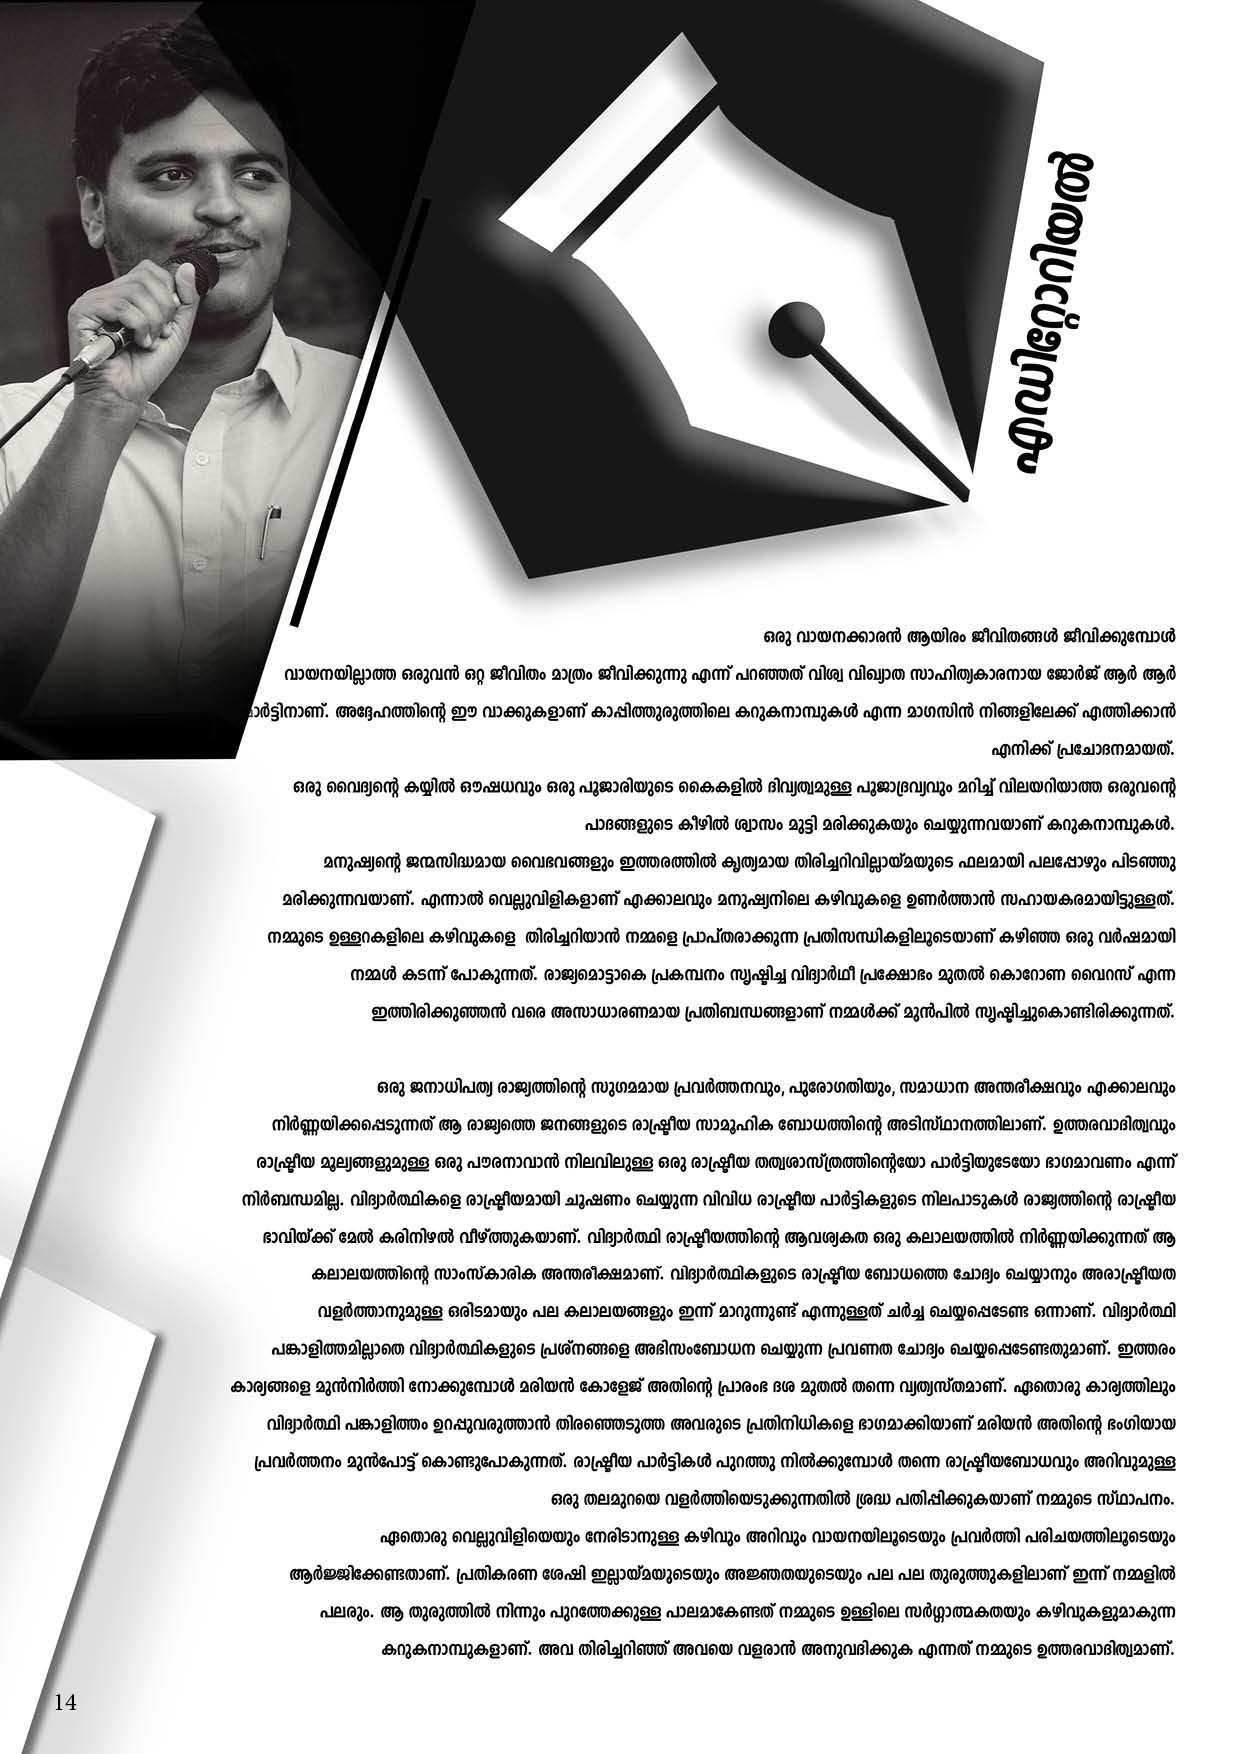 എഡിറ്റോറിയൽ
ഒരു വായനക്കാരൻ ആയിരം ജീവിതങ്ങൾ ജീവിക്കുമ്പോൾ
വായനയില്ലാത്ത ഒരുവൻ ഒറ്റ ജീവിതം മാത്രം ജീവിക്കുന്നു എന്ന് പറഞ്ഞത് വിശ്വ വിഖ്യാത സാഹിത്യകാരനായ ജോർജ് ആർ ആർ
മാർട്ടിനാണ്. അദ്ദേഹത്തിന്റെ ഈ വാക്കുകളാണ് കാപ്പിത്തുരുത്തിലെ കറുകനാമ്പുകൾ എന്ന മാഗസിൻ നിങ്ങളിലേക്ക് എത്തിക്കാൻ
എനിക്ക് പ്രചോദനമായത്.
ഒരു വൈദ്യന്റെ കയ്യിൽ ഔഷധവും ഒരു പൂജാരിയുടെ കൈകളിൽ ദിവ്യത്വമുള്ള പൂജാദ്രവ്യവും മറിച്ച് വിലയറിയാത്ത ഒരുവന്റെ
പാദങ്ങളുടെ കീഴിൽ ശ്വാസം മുട്ടി മരിക്കുകയും ചെയ്യുന്നവയാണ് കറുകനാമ്പുകൾ.
മനുഷ്യന്റെ ജന്മസിദ്ധമായ വൈഭവങ്ങളും ഇത്തരത്തിൽ കൃത്യമായ തിരിച്ചറിവില്ലായ്മയുടെ ഫലമായി പലപ്പോഴും പിടഞ്ഞു
മരിക്കുന്നവയാണ്. എന്നാൽ വെല്ലുവിളികളാണ് എക്കാലവും മനുഷ്യനിലെ കഴിവുകളെ ഉണർത്താൻ സഹായകരമായിട്ടുള്ളത്.
നമ്മുടെ ഉള്ളറകളിലെ കഴിവുകളെ തിരിച്ചറിയാൻ നമ്മളെ പ്രാപ്തരാക്കുന്ന പ്രതിസന്ധികളിലൂടെയാണ് കഴിഞ്ഞ ഒരു വർഷമായി
നമ്മൾ കടന്ന് പോകുന്നത്. രാജ്യമൊട്ടാകെ പ്രകമ്പനം സൃഷ്ടിച്ച വിദ്യാർഥീ പ്രക്ഷോഭം മുതൽ കൊറോണ വൈറസ് എന്ന
ഇത്തിരിക്കുഞ്ഞൻ വരെ അസാധാരണമായ പ്രതിബന്ധങ്ങളാണ് നമ്മൾക്ക് മുൻപിൽ സൃഷ്ടിച്ചുകൊണ്ടിരിക്കുന്നത്.
ഒരു ജനാധിപത്യ രാജ്യത്തിന്റെ സുഗമമായ പ്രവർത്തനവും, പുരോഗതിയും, സമാധാന അന്തരീക്ഷവും എക്കാലവും
നിർണ്ണയിക്കപ്പെടുന്നത് ആ രാജ്യത്തെ ജനങ്ങളുടെ രാഷ്ട്രീയ സാമൂഹിക ബോധത്തിന്റെ അടിസ്ഥാനത്തിലാണ്. ഉത്തരവാദിത്വവും
രാഷ്ട്രീയ മൂല്യങ്ങളുമുള്ള ഒരു പൗരനാവാൻ നിലവിലുള്ള ഒരു രാഷ്ട്രീയ തത്വശാസ്ത്രത്തിന്റെയോ പാർട്ടിയുടേയോ ഭാഗമാവണം എന്ന്
നിർബന്ധമില്ല. വിദ്യാർത്ഥികളെ രാഷ്ട്രീയമായി ചൂഷണം ചെയ്യുന്ന വിവിധ രാഷ്ട്രീയ പാർട്ടികളുടെ നിലപാടുകൾ രാജ്യത്തിന്റെ രാഷ്ട്രീയ
ഭാവിയ്ക്ക് മേൽ കരിനിഴൽ വീഴ്ത്തുകയാണ്. വിദ്യാർത്ഥി രാഷ്ട്രീയത്തിന്റെ ആവശ്യകത ഒരു കലാലയത്തിൽ നിർണ്ണയിക്കുന്നത് ആ
കലാലയത്തിന്റെ സാംസ്കാരിക അന്തരീക്ഷമാണ്. വിദ്യാർത്ഥികളുടെ രാഷ്ട്രീയ ബോധത്തെ ചോദ്യം ചെയ്യാനും അരാഷ്ട്രീയത
വളർത്താനുമുള്ള ഒരിടമായും പല കലാലയങ്ങളും ഇന്ന് മാറുന്നുണ്ട് എന്നുള്ളത് ചർച്ച ചെയ്യപ്പെടേണ്ട ഒന്നാണ്. വിദ്യാർത്ഥി
പങ്കാളിത്തമില്ലാതെ വിദ്യാർത്ഥികളുടെ പ്രശ്നങ്ങളെ അഭിസംബോധന ചെയ്യുന്ന പ്രവണത ചോദ്യം ചെയ്യപ്പെടേണ്ടതുമാണ്. ഇത്തരം
കാര്യങ്ങളെ മുൻനിർത്തി നോക്കുമ്പോൾ മരിയൻ കോളേജ് അതിന്റെ പ്രാരംഭ ദശ മുതൽ തന്നെ വ്യത്യസ്തമാണ്. ഏതൊരു കാര്യത്തിലും
വിദ്യാർത്ഥി പങ്കാളിത്തം ഉറപ്പുവരുത്താൻ തിരഞ്ഞെടുത്ത അവരുടെ പ്രതിനിധികളെ ഭാഗമാക്കിയാണ് മരിയൻ അതിന്റെ ഭംഗിയായ
പ്രവർത്തനം മുൻപോട്ട് കൊണ്ടുപോകുന്നത്. രാഷ്ട്രീയ പാർട്ടികൾ പുറത്തു നിൽക്കുമ്പോൾ തന്നെ രാഷ്ട്രീയബോധവും അറിവുമുള്ള
ഒരു തലമുറയെ വളർത്തിയെടുക്കുന്നതിൽ ശ്രദ്ധ പതിപ്പിക്കുകയാണ് നമ്മുടെ സ്ഥാപനം.
ഏതൊരു വെല്ലുവിളിയെയും നേരിടാനുള്ള കഴിവും അറിവും വായനയിലൂടെയും പ്രവർത്തി പരിചയത്തിലൂടെയും
ആർജ്ജിക്കേണ്ടതാണ്. പ്രതികരണ ശേഷി ഇല്ലായ്മയുടെയും അജ്ഞതയുടെയും പല പല തുരുത്തുകളിലാണ് ഇന്ന് നമ്മളിൽ
പലരും. ആ തുരുത്തിൽ നിന്നും പുറത്തേക്കുള്ള പാലമാകേണ്ടത് നമ്മുടെ ഉള്ളിലെ സർഗ്ഗാത്മകതയും കഴിവുകളുമാകുന്ന
കറുകനാമ്പുകളാണ്. അവ തിരിച്ചറിഞ്ഞ് അവയെ വളരാൻ അനുവദിക്കുക എന്നത് നമ്മുടെ ഉത്തരവാദിത്വമാണ്.
14